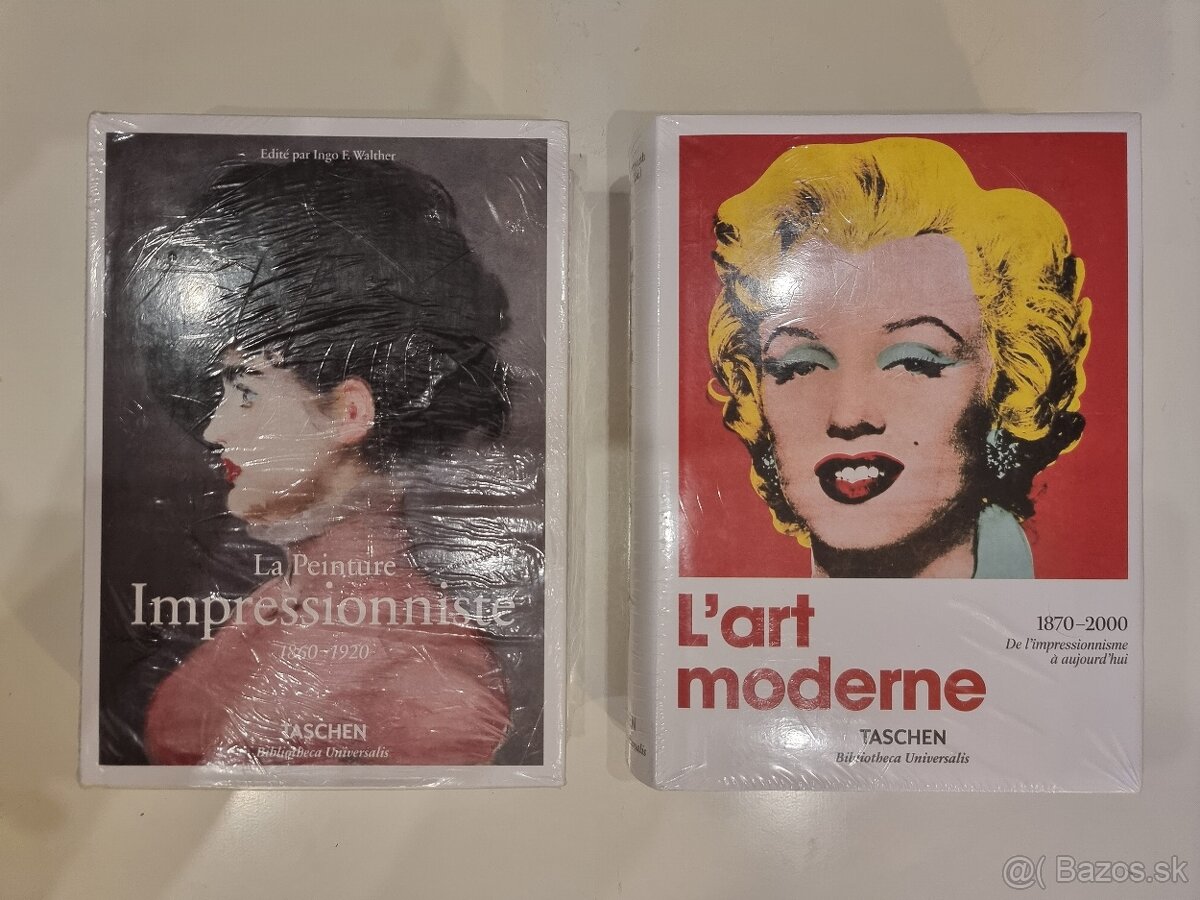 Edité par Ingo F. Walther
La Peinture
Impressionniste
1860–1920
TASCHEN
Bibliotheca Universalis
L'art
moderne
1870–2000
De l'impressionnisme
à aujourd'hui
TASCHEN
Bibliotheca Universalis
@( Bazos.sk